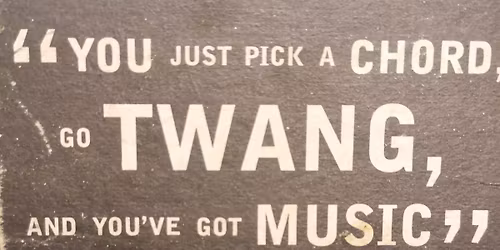 “YOU JUST PICK A CHORD,
GO TWANG,
AND YOU'VE GOT MUSIC”